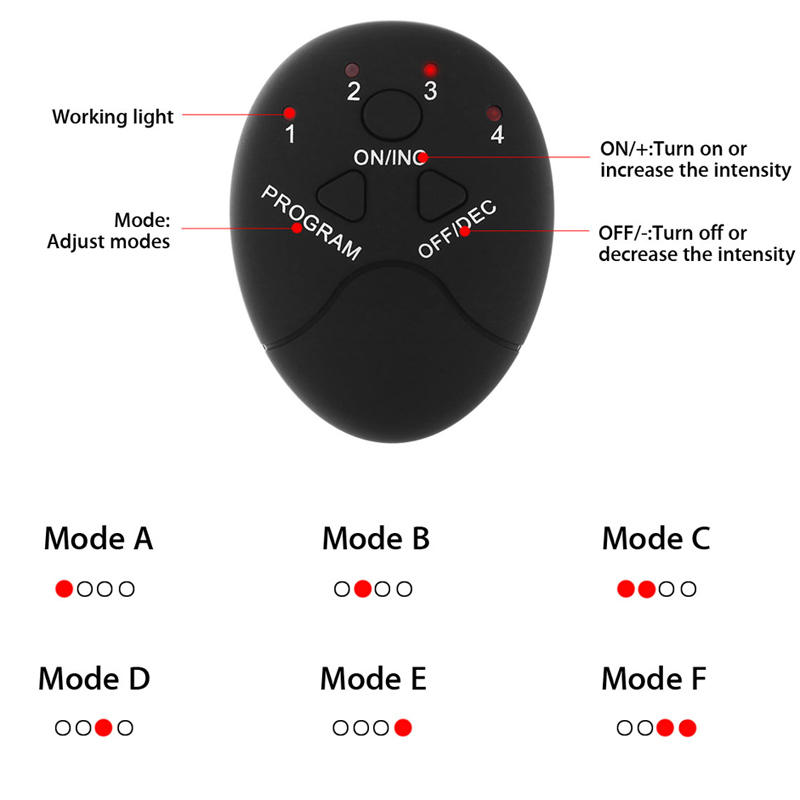 2
3
Working light
1
4
ON/INC
ON/+:Turn on or
increase the intensity
PROGRAM
OFF/DEC
Mode:
Adjust modes
OFF/-:Turn off or
decrease the intensity
Mode A
Mode B
Mode C
Mode D
Mode E
Mode F